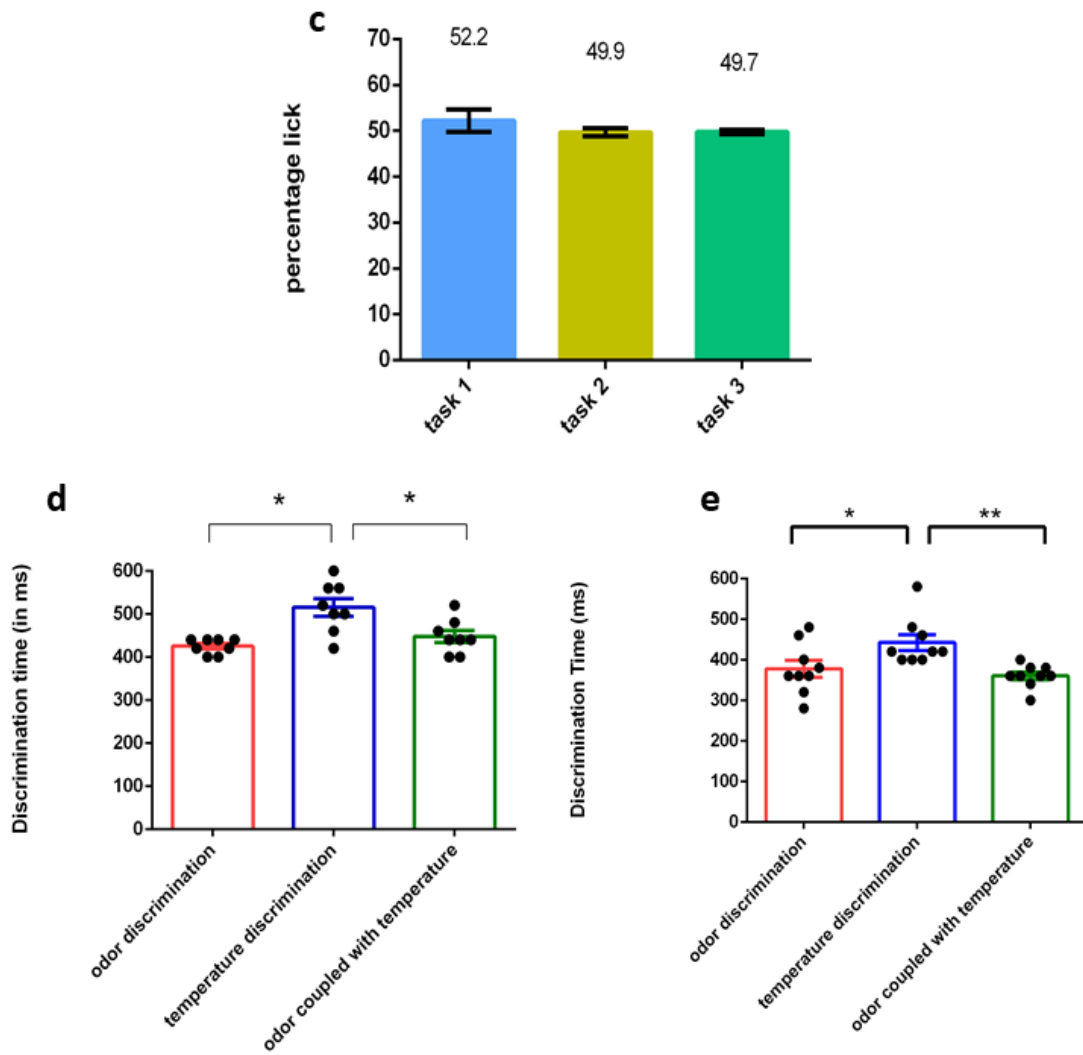 c
percentage lick
70
60
50
40
30
20
10
0
52.2
49.9
49.7
task 1
task 2
task 3
d
*
*
Discrimination time (in ms)
600
500
400
300
200
100
0
odor discrimination
temperature discrimination
odor coupled with temperature
e
*
**
Discrimination Time (ms)
600
500
400
300
200
100
0
odor discrimination
temperature discrimination
odor coupled with temperature